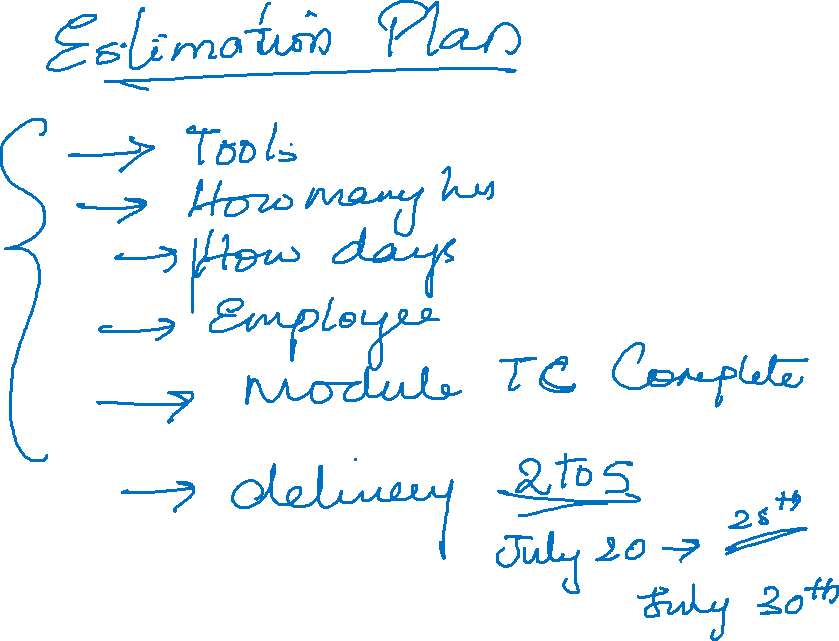 Estimation Plan
→ Tools
→ How many hrs
→ How days
→ Employee
→ Module TC Complete
→ delivery 2 to 5
July 20 → 28th
July 30th